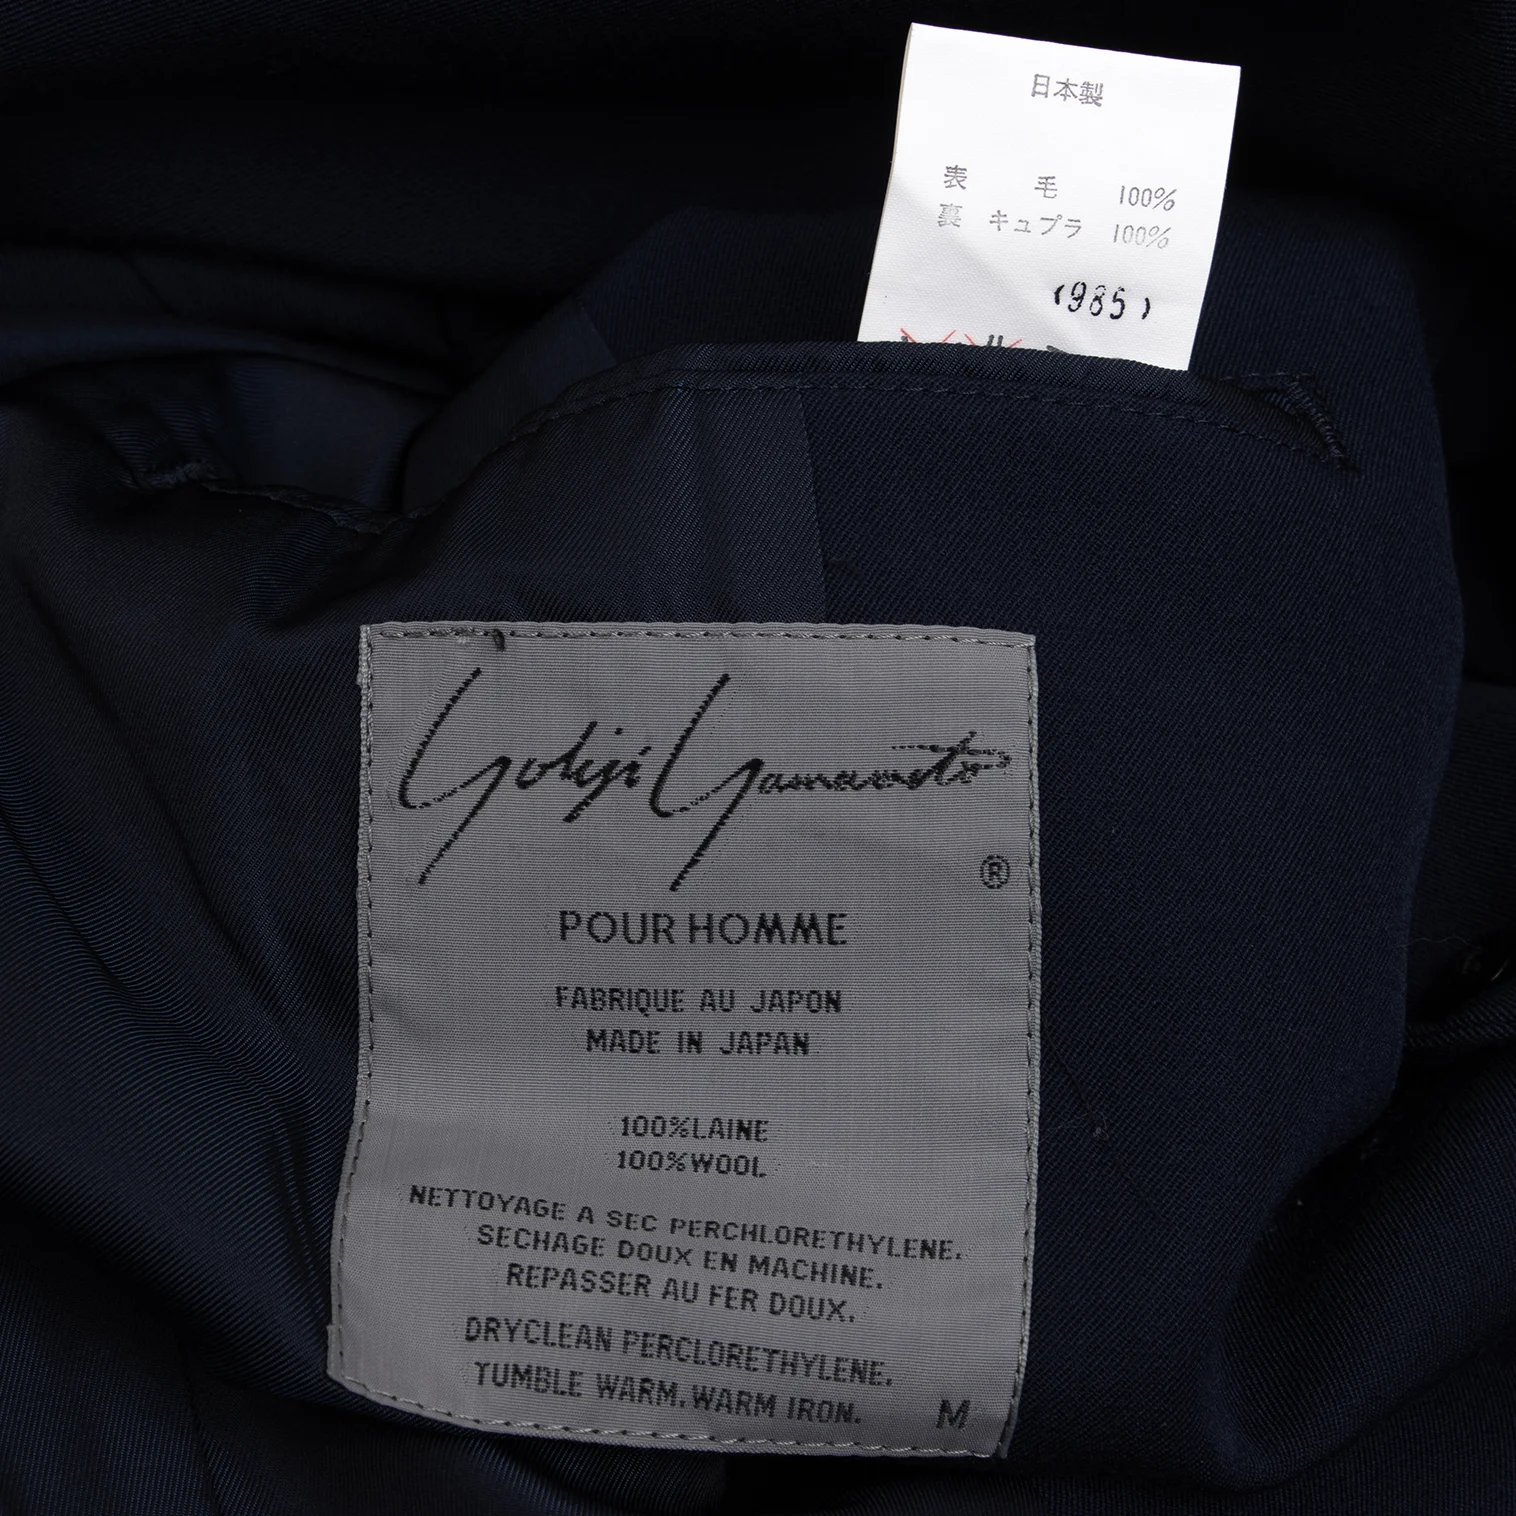 日本製
表 毛 100%
裏 キュプラ 100%
(985)
Yohji Yamamoto
®
POUR HOMME
FABRIQUE AU JAPON
MADE IN JAPAN
100%LAINE
100%WOOL
NETTOYAGE A SEC PERCHLORETHYLENE.
SECHAGE DOUX EN MACHINE.
REPASSER AU FER DOUX.
DRYCLEAN PERCLORETHYLENE.
TUMBLE WARM. WARM IRON. M